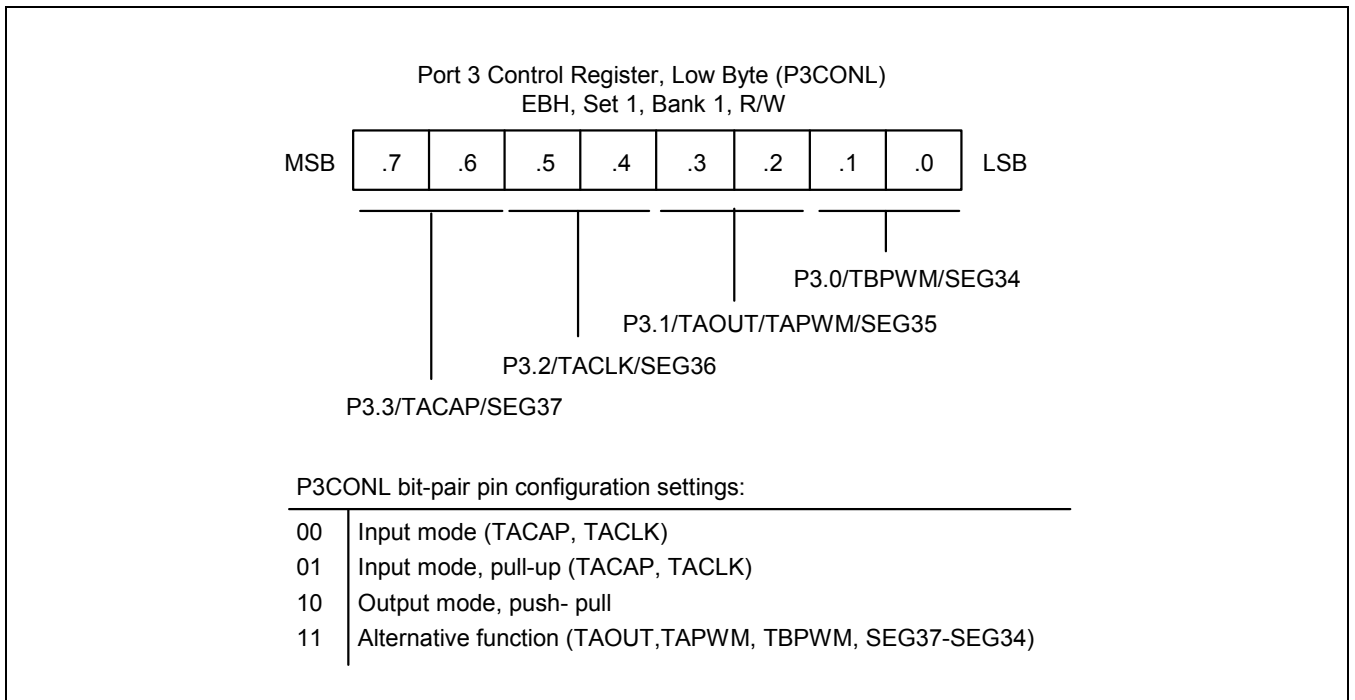 Port 3 Control Register, Low Byte (P3CONL)
EBH, Set 1, Bank 1, R/W
MSB .7 .6 .5 .4 .3 .2 .1 .0 LSB
P3.0/TBPWM/SEG34
P3.1/TAOUT/TAPWM/SEG35
P3.2/TACLK/SEG36
P3.3/TACAP/SEG37
P3CONL bit-pair pin configuration settings:
00 Input mode (TACAP, TACLK)
01 Input mode, pull-up (TACAP, TACLK)
10 Output mode, push- pull
11 Alternative function (TAOUT,TAPWM, TBPWM, SEG37-SEG34)